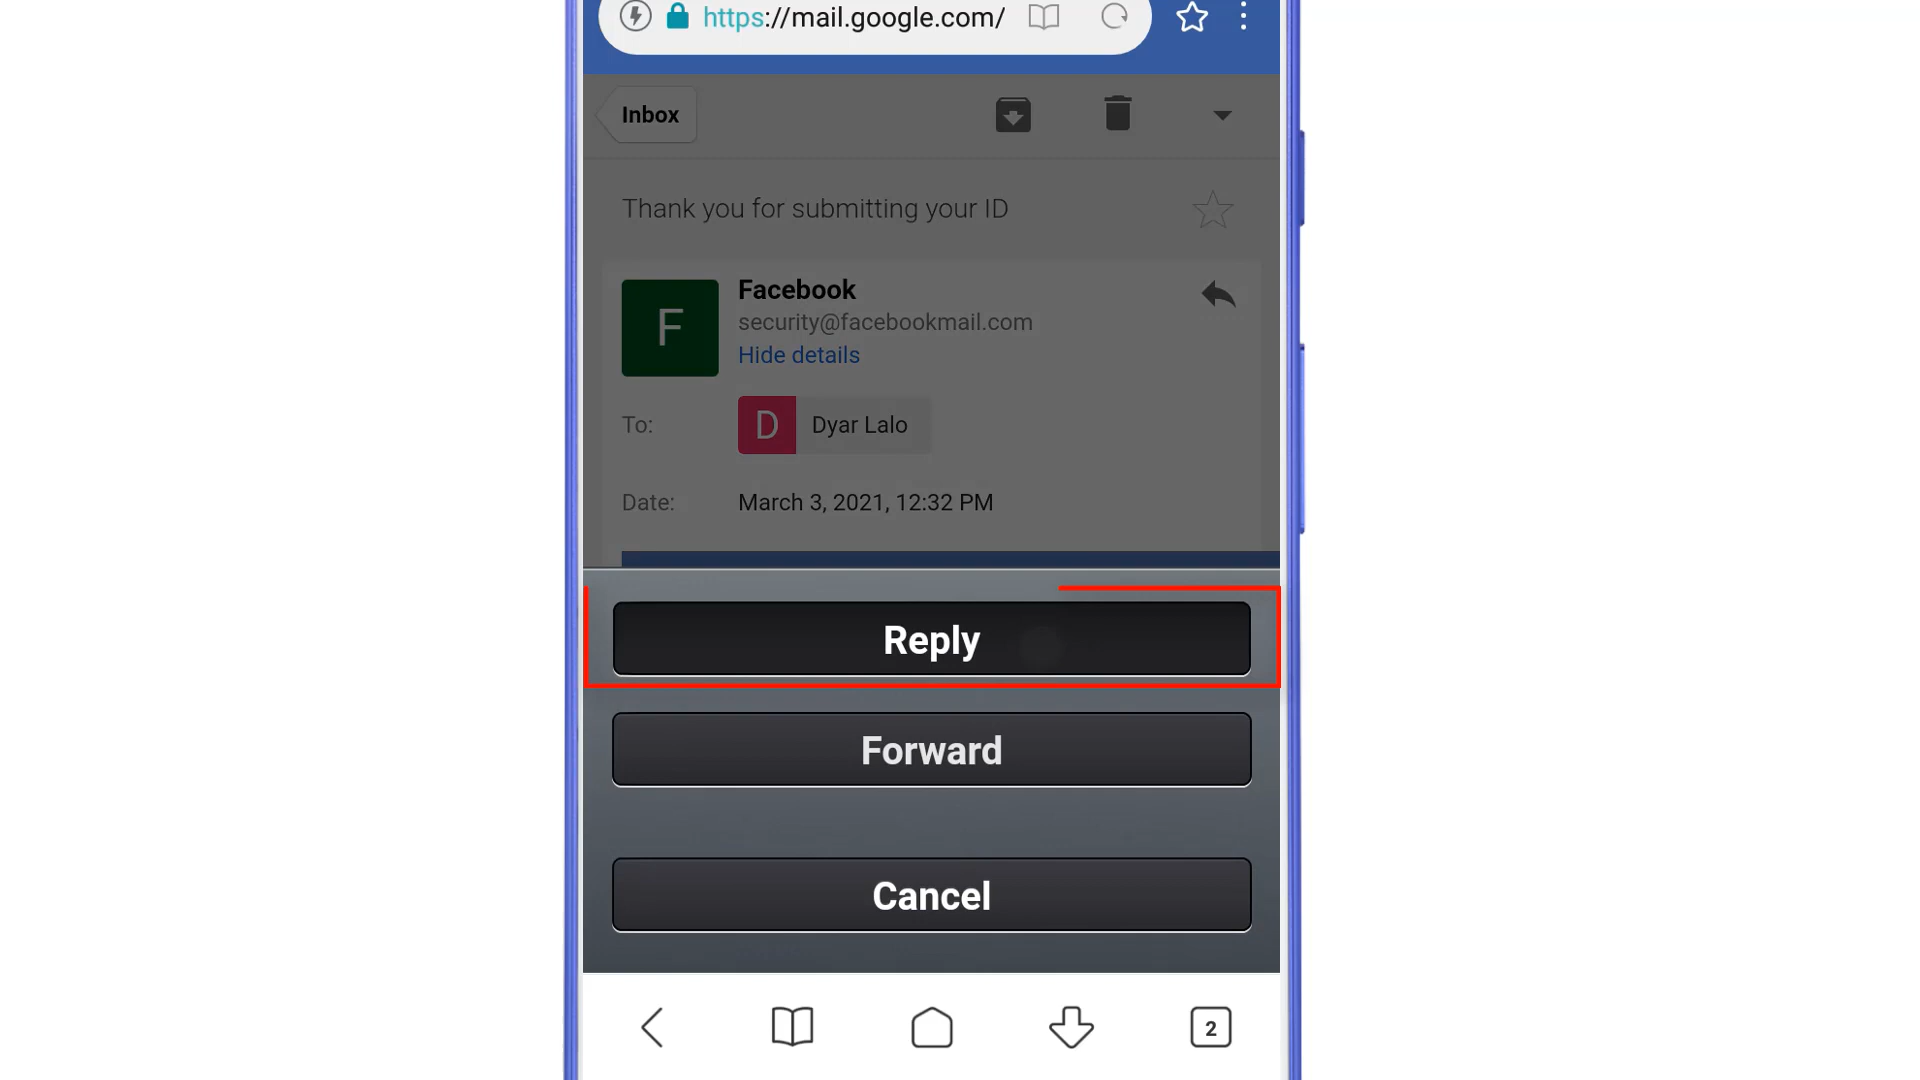 https://mail.google.com/
Inbox
Thank you for submitting your ID
F
Facebook
security@facebookmail.com
Hide details
To:
D
Dyar Lalo
Date:
March 3, 2021, 12:32 PM
Reply
Forward
Cancel
2